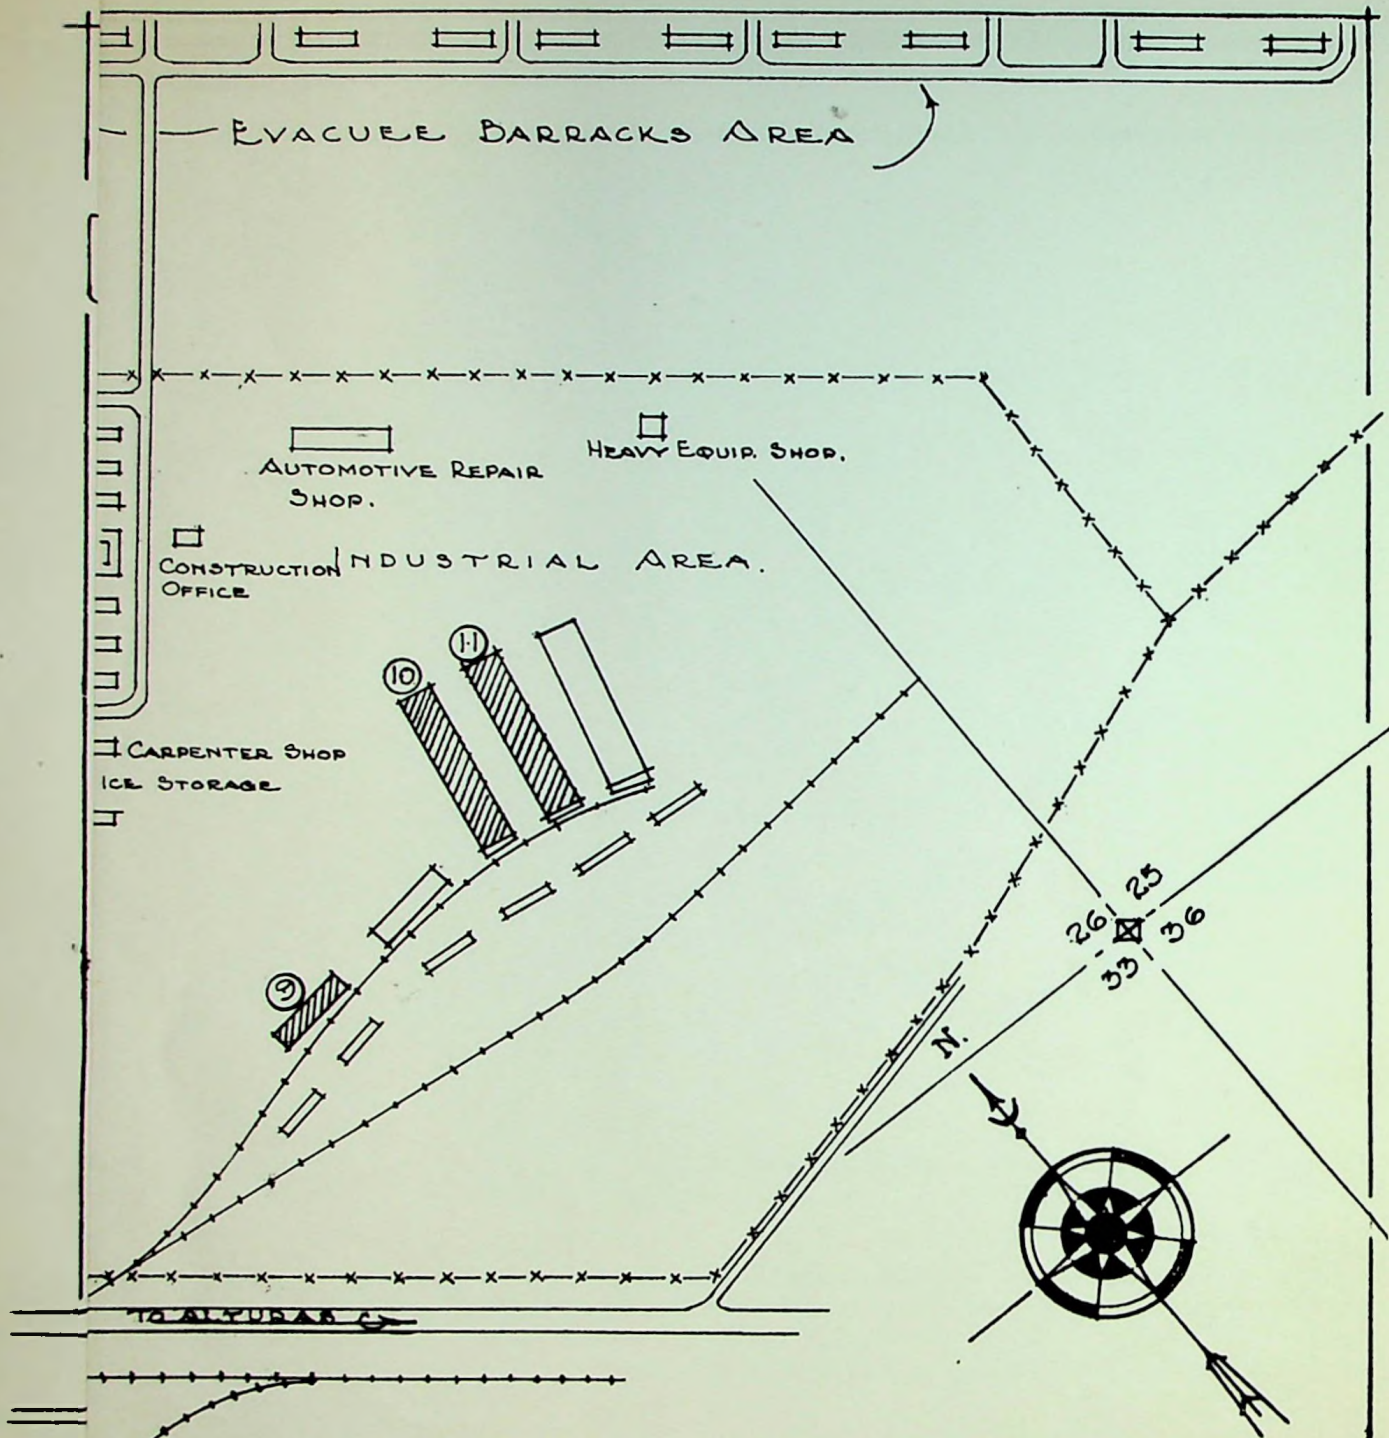 EVACUEE BARRACKS AREA
HEAVY EQUIP. SHOP.
AUTOMOTIVE REPAIR
SHOP.
INDUSTRIAL AREA.
CONSTRUCTION
OFFICE
11
10
CARPENTER SHOP
ICE STORAGE
25
26
36
33
9
N.
TO ALTURAS